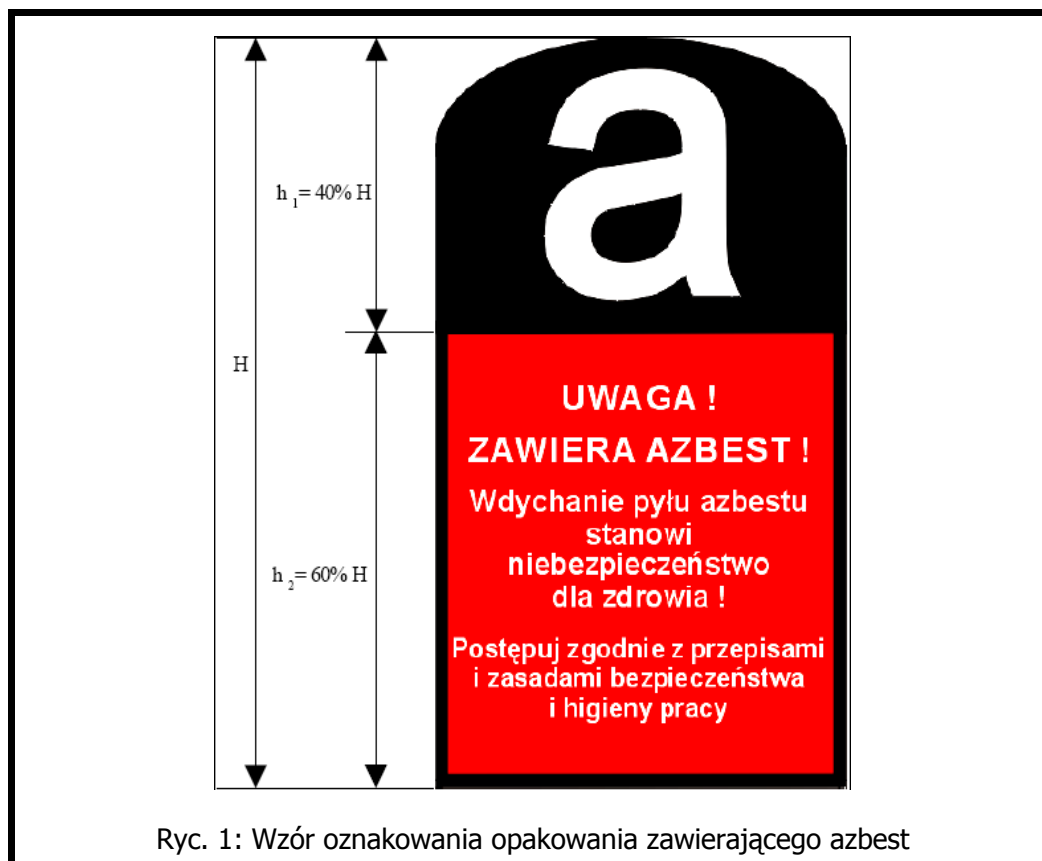 a
h₁= 40% H
H
UWAGA !
ZAWIERA AZBEST !
Wdychanie pyłu azbestu
stanowi
niebezpieczeństwo
dla zdrowia !
h₂= 60% H
Postępuj zgodnie z przepisami
i zasadami bezpieczeństwa
i higieny pracy
Ryc. 1: Wzór oznakowania opakowania zawierającego azbest